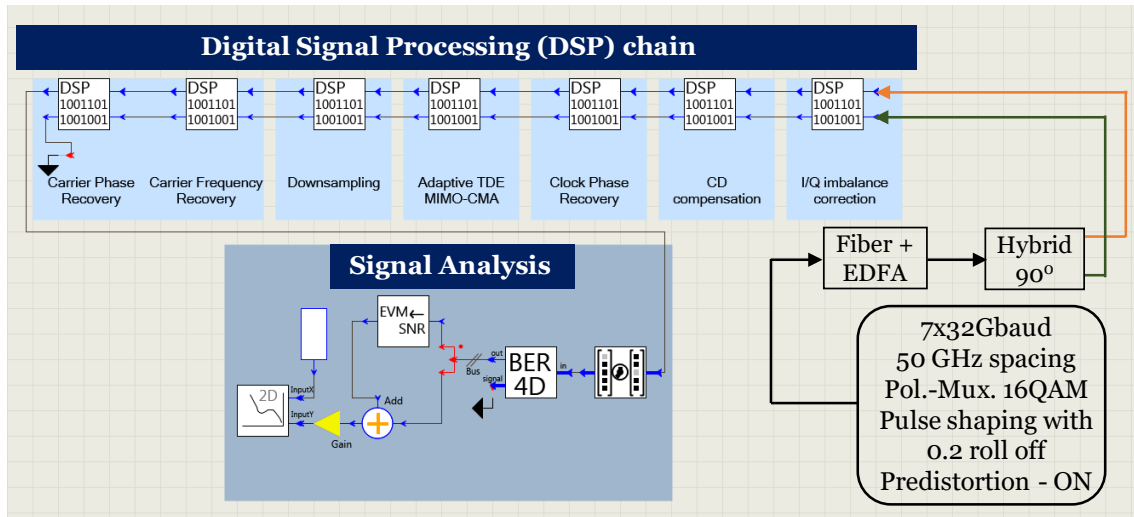 Digital Signal Processing (DSP) chain
DSP
1001101
1001001
DSP
1001101
1001001
DSP
1001101
1001001
DSP
1001101
1001001
DSP
1001101
1001001
DSP
1001101
1001001
DSP
1001101
1001001
Carrier Phase
Recovery
Carrier Frequency
Recovery
Downsampling
Adaptive TDE
MIMO-CMA
Clock Phase
Recovery
CD
compensation
I/Q imbalance
correction
Fiber +
EDFA
Hybrid
90º
Signal Analysis
EVM
SNR
*
out
Bus
signal
BER
4D
in
2D
InputX
InputY
Gain
Add
7x32Gbaud
50 GHz spacing
Pol.-Mux. 16QAM
Pulse shaping with
0.2 roll off
Predistortion - ON